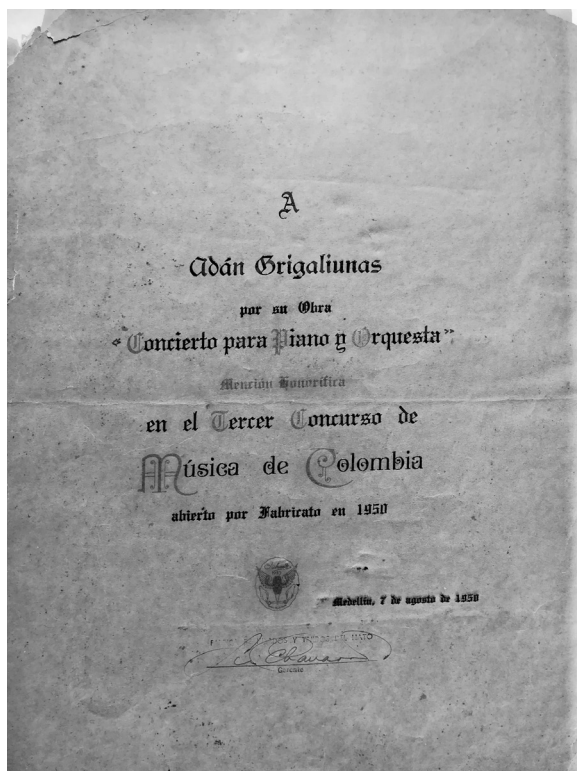 A
Adán Grigaliunas
por su Obra
“Concierto para Piano y Orquesta”
Mención Honorífica
en el Tercer Concurso de
Música de Colombia
abierto por Fabricato en 1950
Medellín, 7 de agosto de 1950
HATO
Gerente